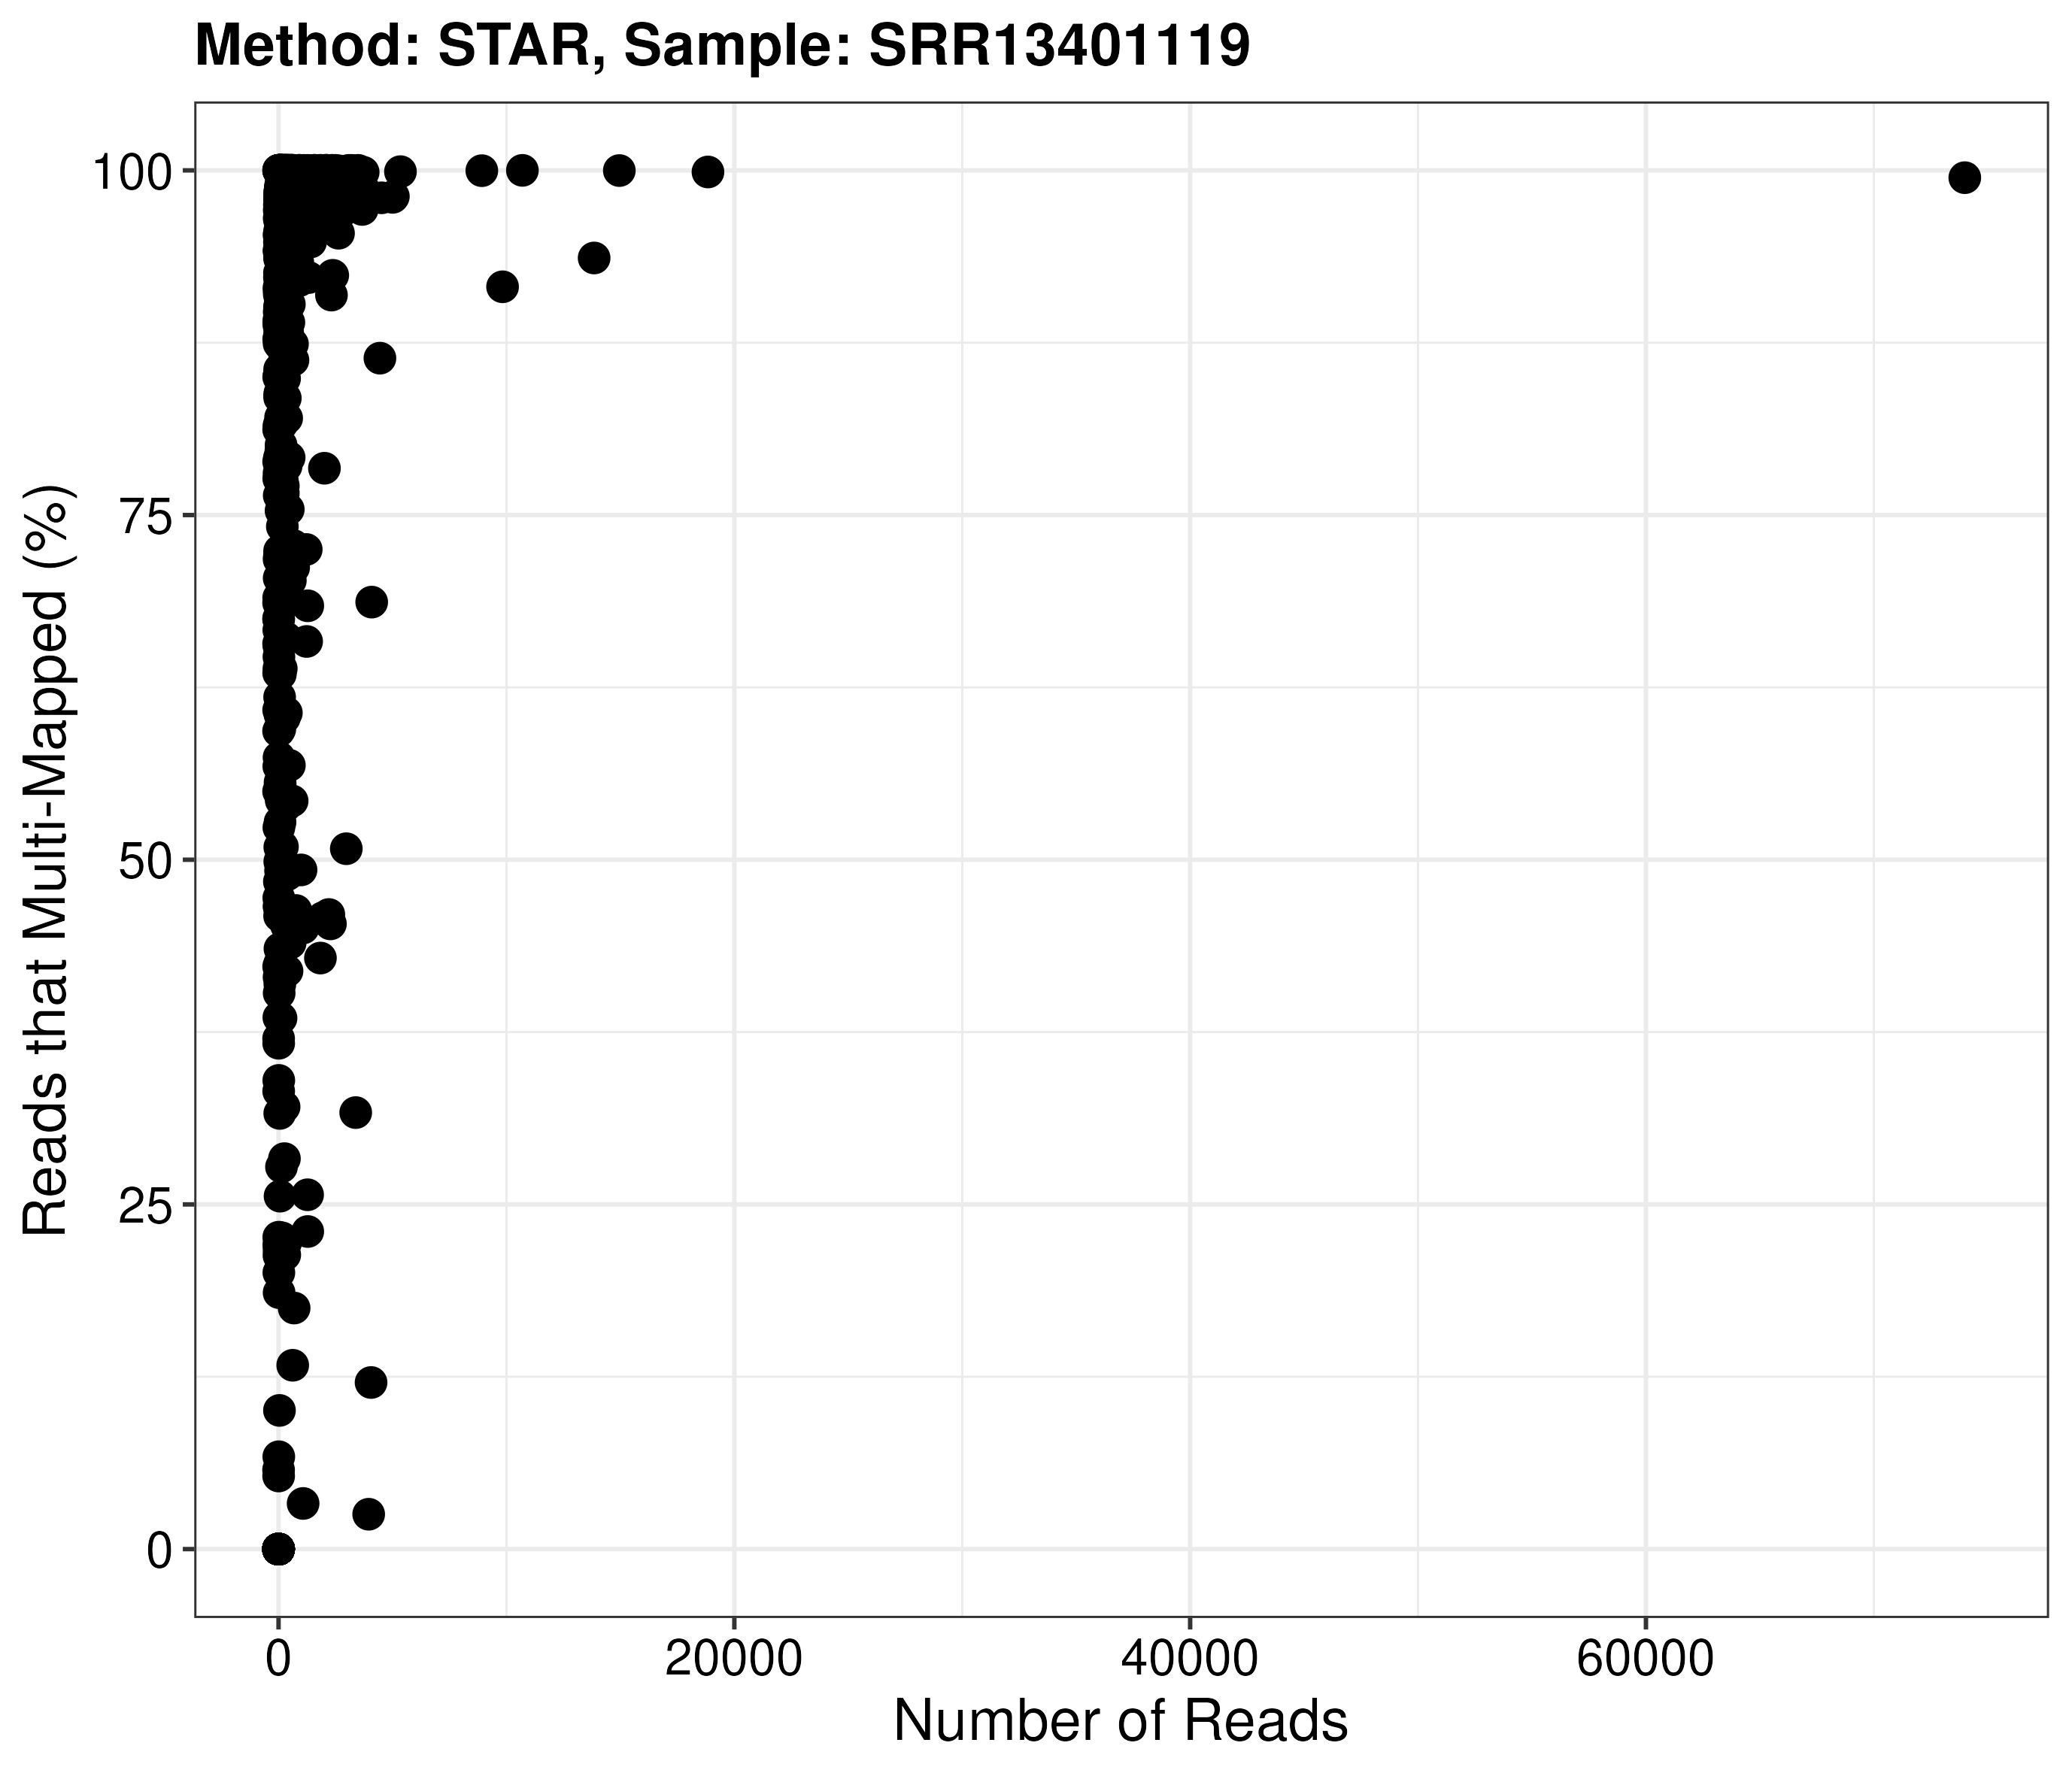 Method: STAR, Sample: SRR13401119
Reads that Multi-Mapped (%)
100
75
50
25
0
0 20000 40000 60000
Number of Reads